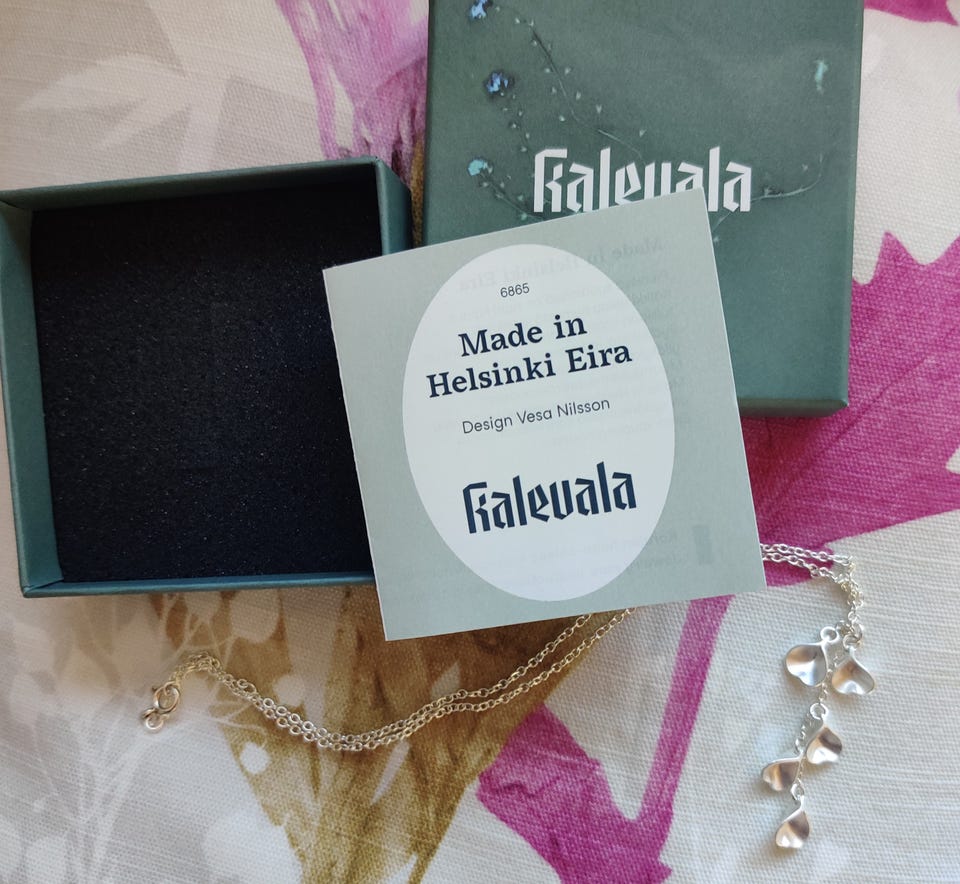 Kalevala
6865
Made in
Helsinki Eira
Design Vesa Nilsson
Kalevala